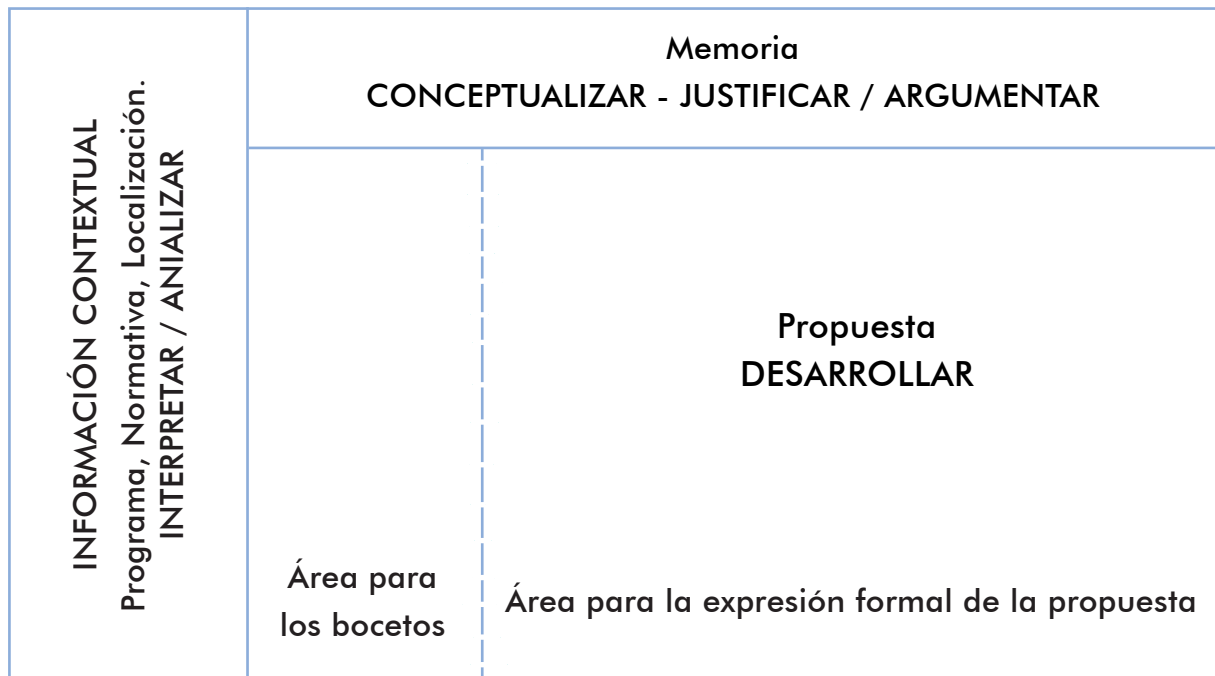 INFORMACIÓN CONTEXTUAL
Programa, Normativa, Localización.
INTERPRETAR / ANIALIZAR
Memoria
CONCEPTUALIZAR - JUSTIFICAR / ARGUMENTAR
Propuesta
DESARROLLAR
Área para
los bocetos
Área para la expresión formal de la propuesta